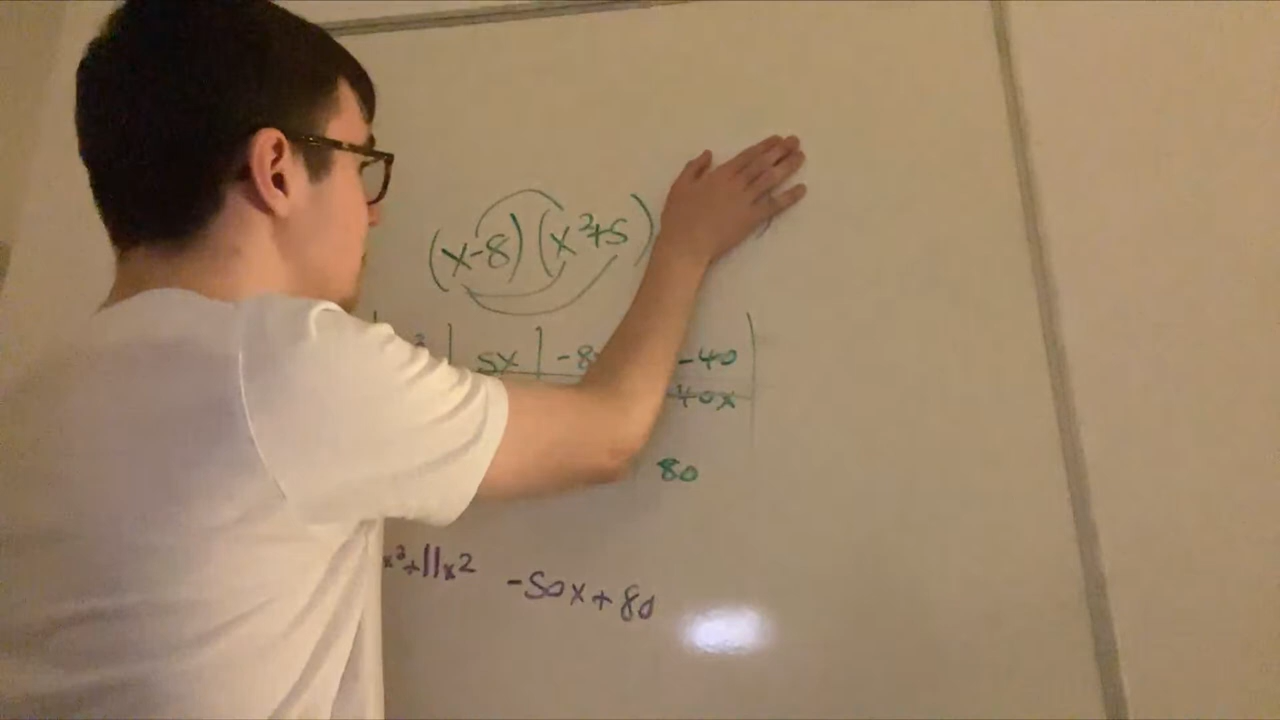 (x-8)(x²+5)
5x | -8 -40
40x
80
x³+11x² -50x+80